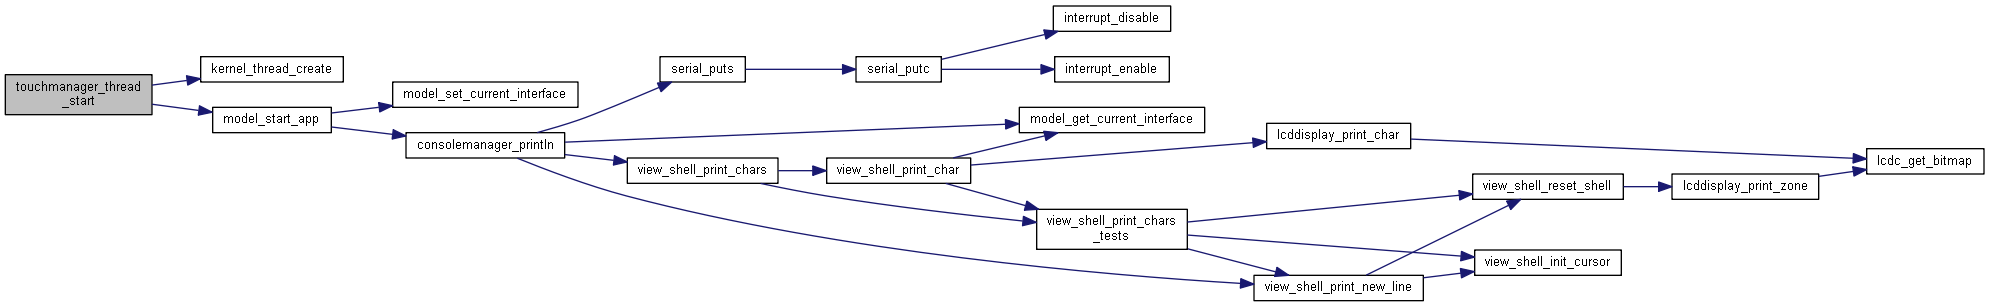 touchmanager_thread
_start
kernel_thread_create
model_start_app
model_set_current_interface
consolemanager_println
serial_puts
serial_putc
interrupt_disable
interrupt_enable
model_get_current_interface
view_shell_print_chars
view_shell_print_char
lcddisplay_print_char
view_shell_print_chars
_tests
view_shell_print_new_line
view_shell_reset_shell
view_shell_init_cursor
lcddisplay_print_zone
lcdc_get_bitmap